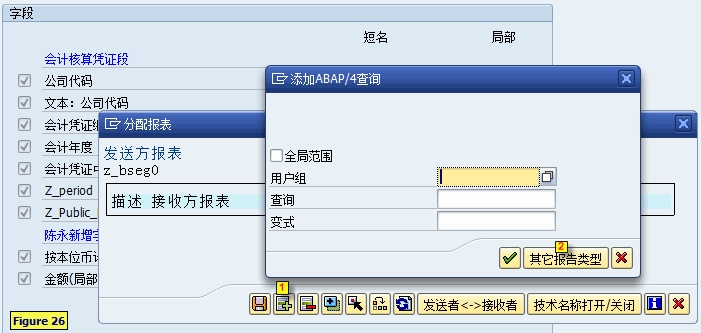 字段
短名 局部
会计核算凭证段
公司代码
文本：公司代码
会计凭证
会计年度
会计凭证
Z_period
Z_Public_
陈永新增
按本位币
金额(局部
分配报表
发送方报表
z_bseg0
描述 接收方报表
添加ABAP/4查询
全局范围
用户组
查询
变式
2
其它报告类型
1
发送者<->接收者
技术名称打开/关闭
Figure 26